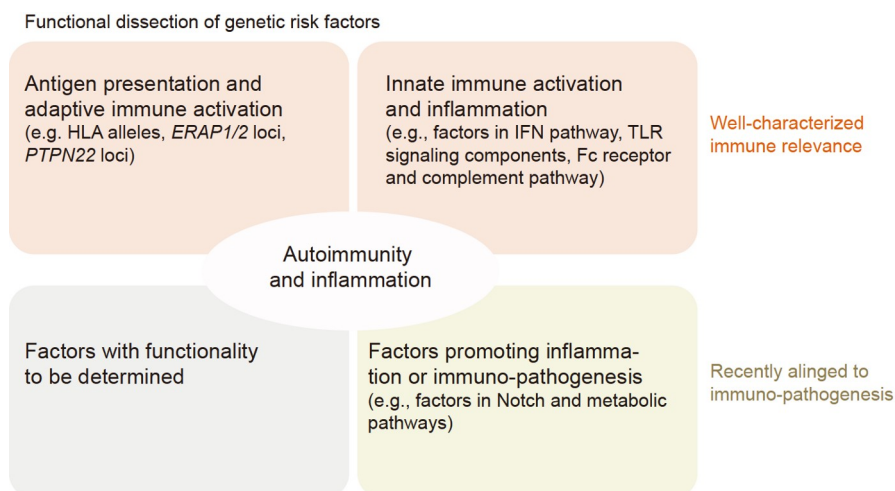 Functional dissection of genetic risk factors
Antigen presentation and
adaptive immune activation
(e.g. HLA alleles, ERAP1/2 loci,
PTPN22 loci)
Innate immune activation
and inflammation
(e.g., factors in IFN pathway, TLR
signaling components, Fc receptor
and complement pathway)
Well-characterized
immune relevance
Autoimmunity
and inflammation
Factors with functionality
to be determined
Factors promoting inflamma-
tion or immuno-pathogenesis
(e.g., factors in Notch and metabolic
pathways)
Recently alinged to
immuno-pathogenesis